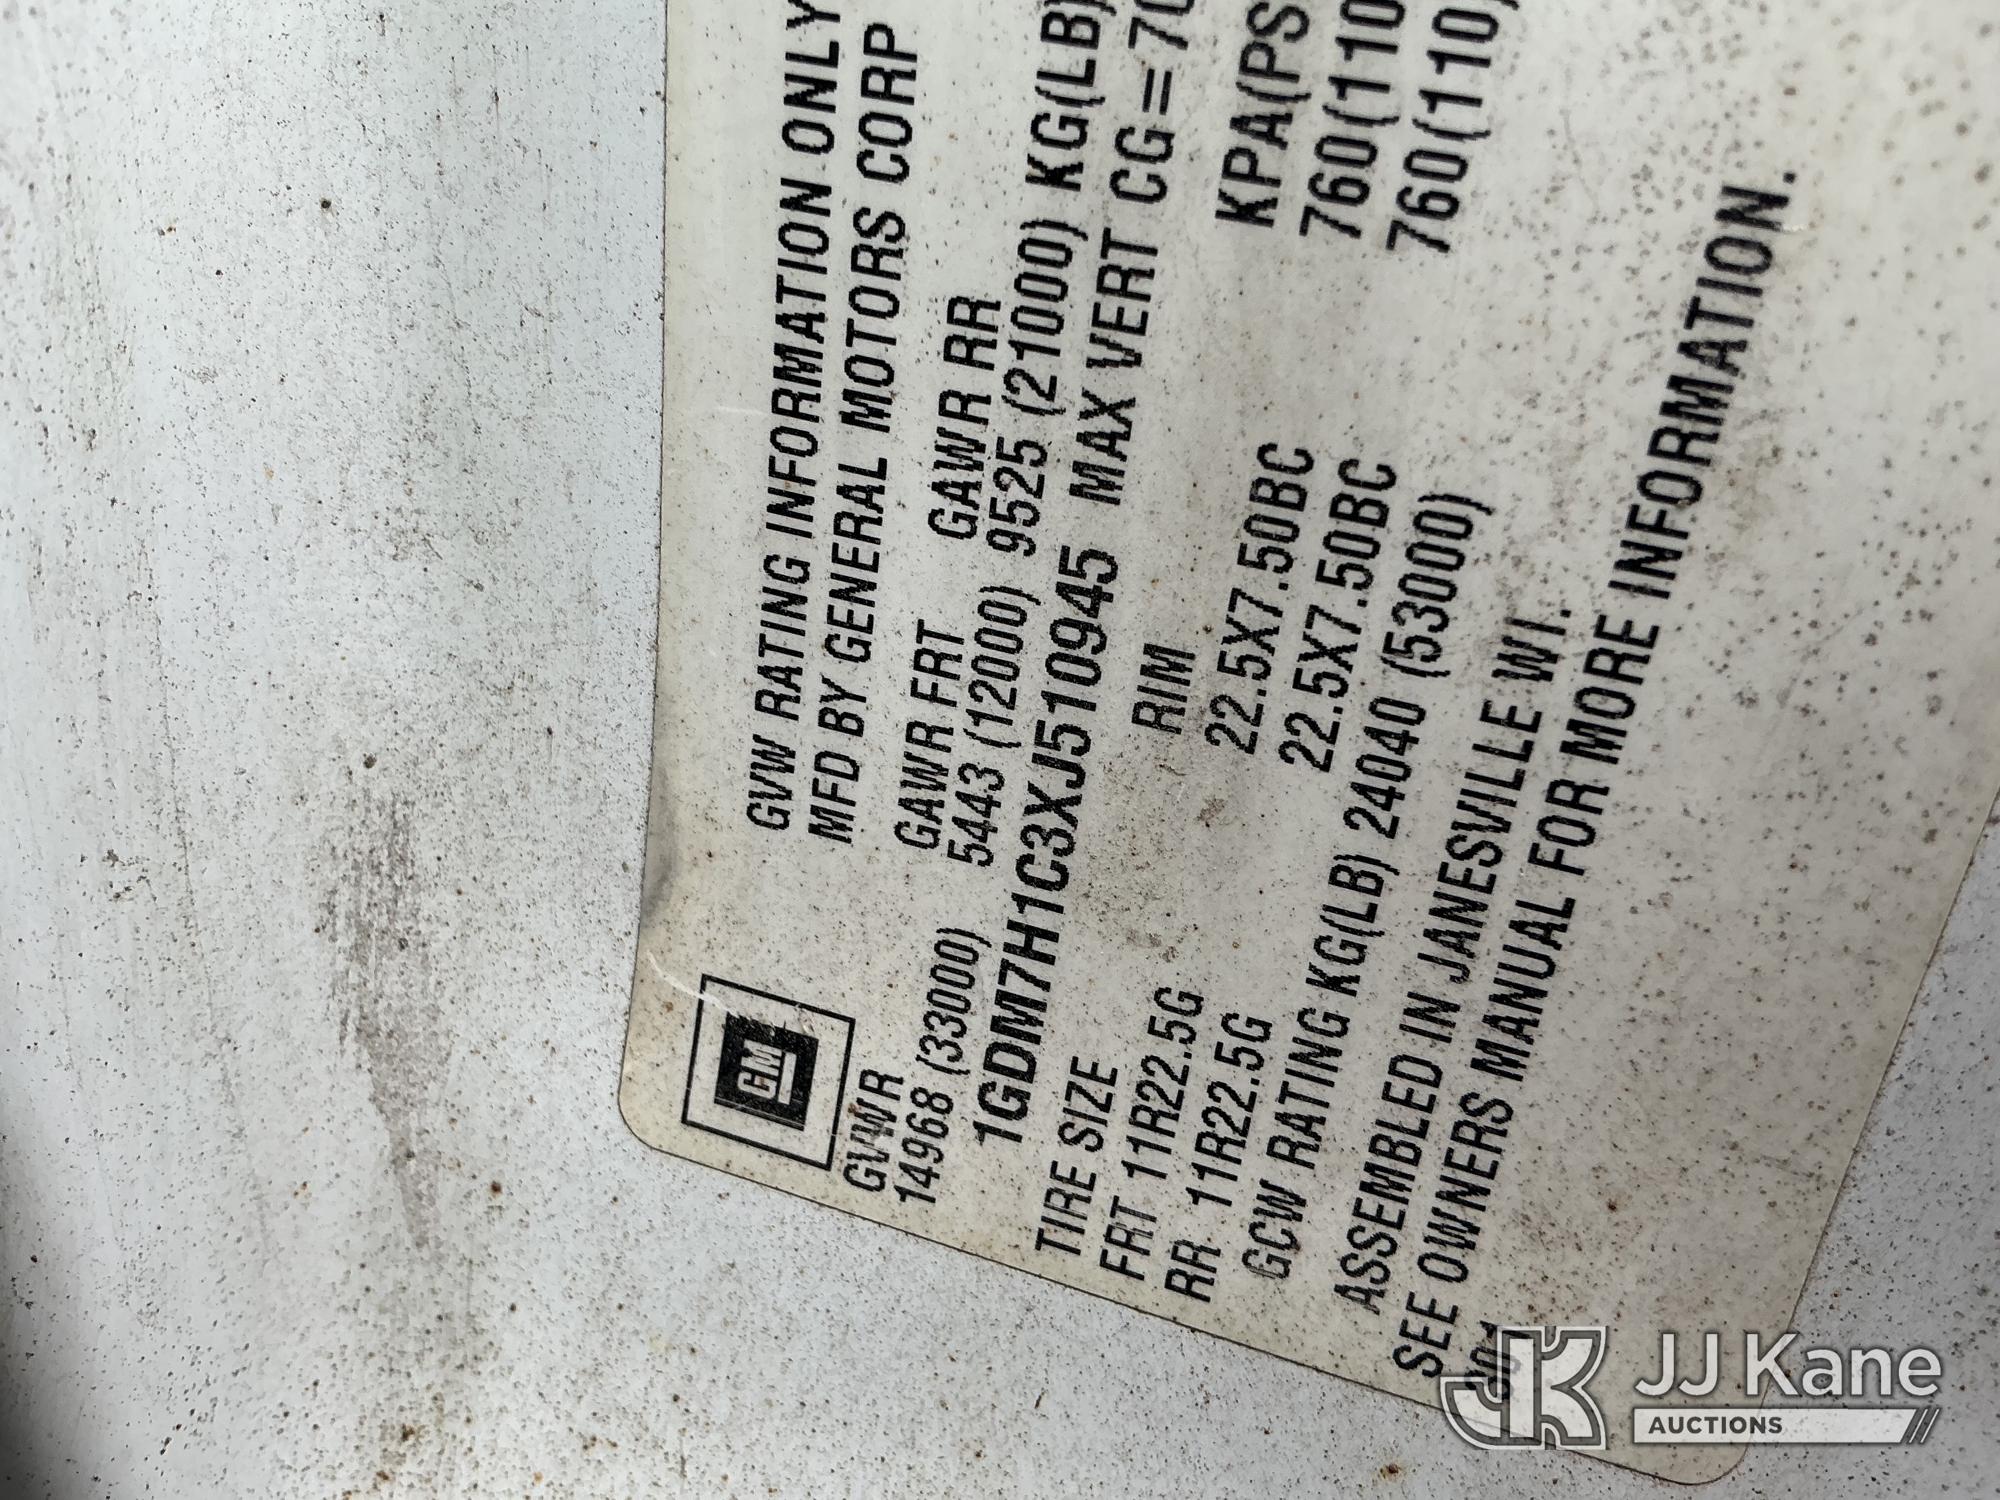 GM
GVW RATING INFORMATION ONLY
MFD BY GENERAL MOTORS CORP
GVWR GAWR FRT GAWR RR
14968 (33000) 5443 (12000) 9525 (21000) KG(LB)
1GDM7H1C3XJ510945 MAX VERT CG= 70
TIRE SIZE RIM KPA(PS
FRT 11R22.5G 22.5X7.50BC 760(110
RR 11R22.5G 22.5X7.50BC 760(110)
GCW RATING KG(LB) 24040 (53000)
ASSEMBLED IN JANESVILLE WI.
SEE OWNERS MANUAL FOR MORE INFORMATION.
JK JJ Kane
AUCTIONS